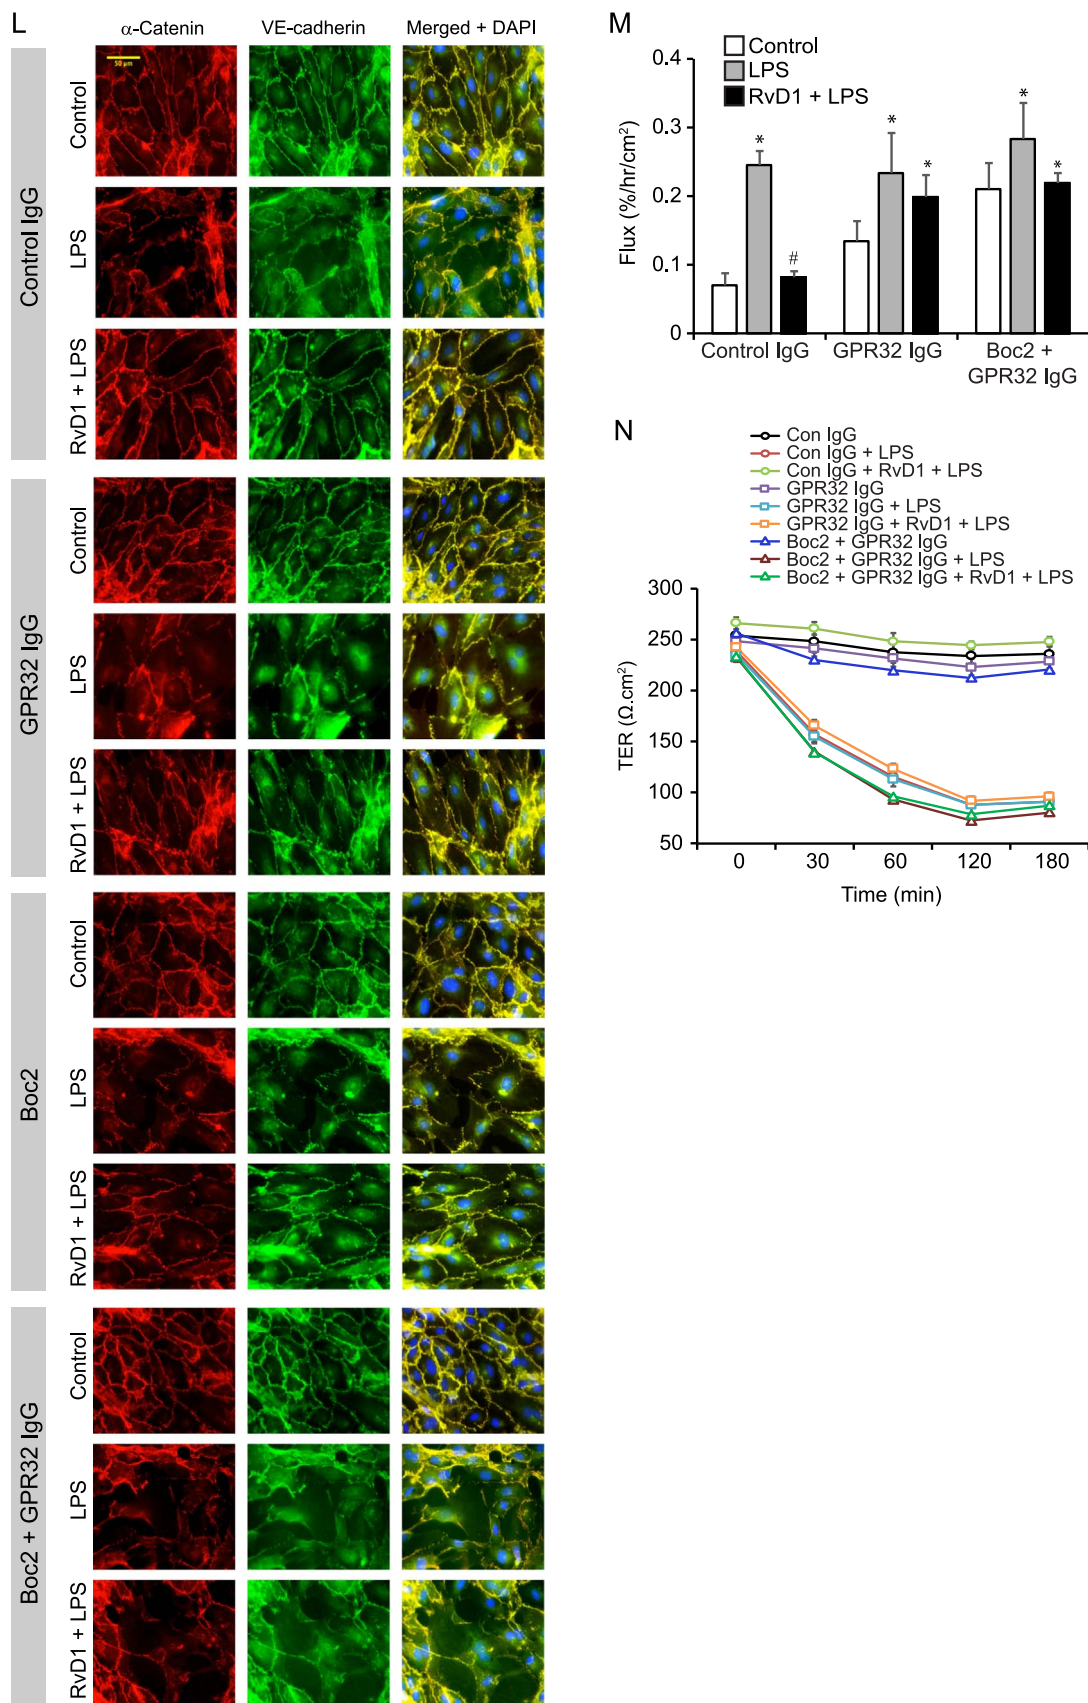 L
α-Catenin VE-cadherin Merged + DAPI
50 µm
Control IgG
Control
LPS
RvD1 + LPS
GPR32 IgG
Control
LPS
RvD1 + LPS
Boc2
Control
LPS
RvD1 + LPS
Boc2 + GPR32 IgG
Control
LPS
RvD1 + LPS
M
Control
LPS
RvD1 + LPS
Flux (%/hr/cm²)
0.4
0.3
0.2
0.1
0
* # * * * *
Control IgG GPR32 IgG Boc2 +
GPR32 IgG
N
Con IgG
Con IgG + LPS
Con IgG + RvD1 + LPS
GPR32 IgG
GPR32 IgG + LPS
GPR32 IgG + RvD1 + LPS
Boc2 + GPR32 IgG
Boc2 + GPR32 IgG + LPS
Boc2 + GPR32 IgG + RvD1 + LPS
TER (Ω.cm²)
300
250
200
150
100
50
0 30 60 120 180
Time (min)